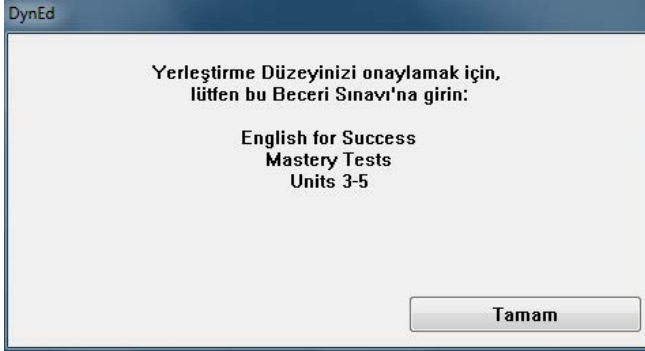 DynEd
Yerleştirme Düzeyinizi onaylamak için,
lütfen bu Beceri Sınavı'na girin:
English for Success
Mastery Tests
Units 3-5
Tamam